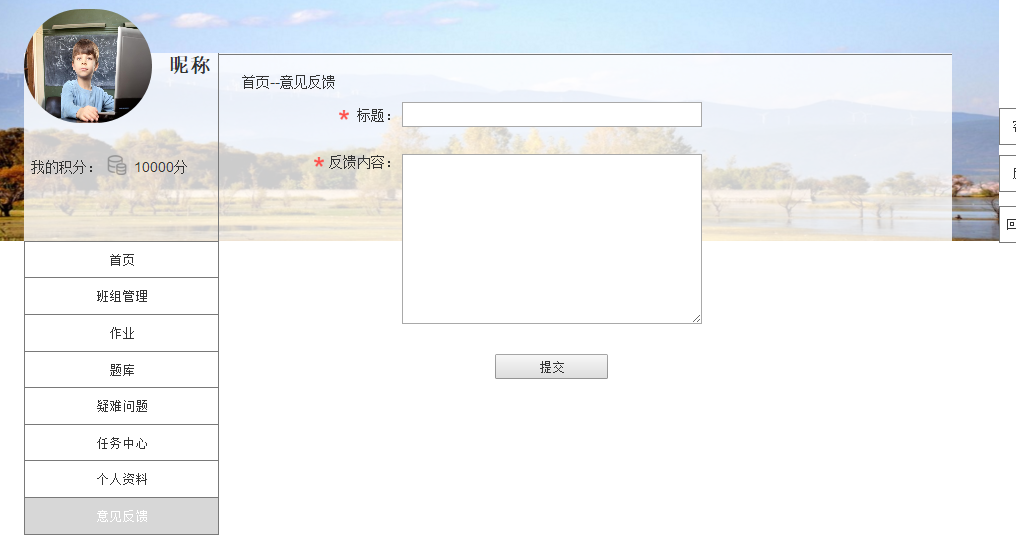 昵称
我的积分： 10000分
首页
班组管理
作业
题库
疑难问题
任务中心
个人资料
意见反馈
首页--意见反馈
* 标题：
* 反馈内容：
提交
回